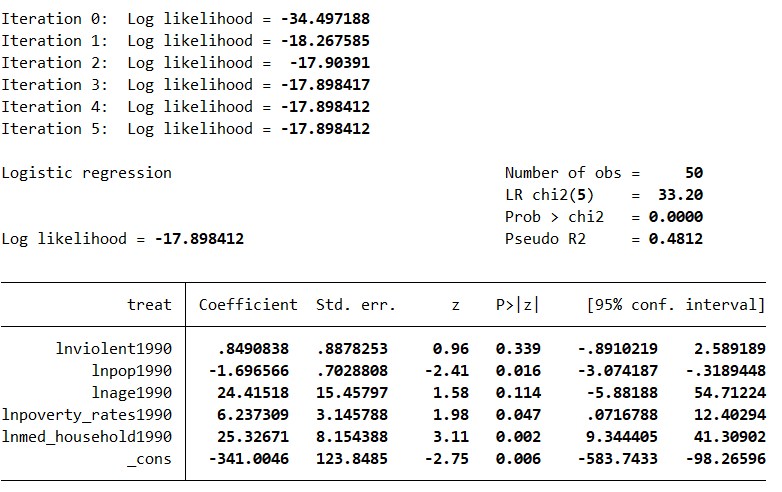 Iteration 0:  Log likelihood = -34.497188
Iteration 1:  Log likelihood = -18.267585
Iteration 2:  Log likelihood =  -17.90391
Iteration 3:  Log likelihood = -17.898417
Iteration 4:  Log likelihood = -17.898412
Iteration 5:  Log likelihood = -17.898412
Logistic regression                                     Number of obs =     50
                                                        LR chi2(5)    =  33.20
                                                        Prob > chi2   = 0.0000
Log likelihood = -17.898412                             Pseudo R2     = 0.4812
treat   Coefficient  Std. err.      z    P>|z|     [95% conf. interval]
lnviolent1990     .8490838   .8878253     0.96   0.339    -.8910219    2.589189
lnpop1990    -1.696566   .7028808    -2.41   0.016    -3.074187   -.3189448
lnage1990     24.41518   15.45797     1.58   0.114     -5.88188    54.71224
lnpoverty_rates1990     6.237309   3.145788     1.98   0.047     .0716788    12.40294
lnmed_household1990     25.32671   8.154388     3.11   0.002     9.344405    41.30902
_cons    -341.0046   123.8485    -2.75   0.006    -583.7433   -98.26596